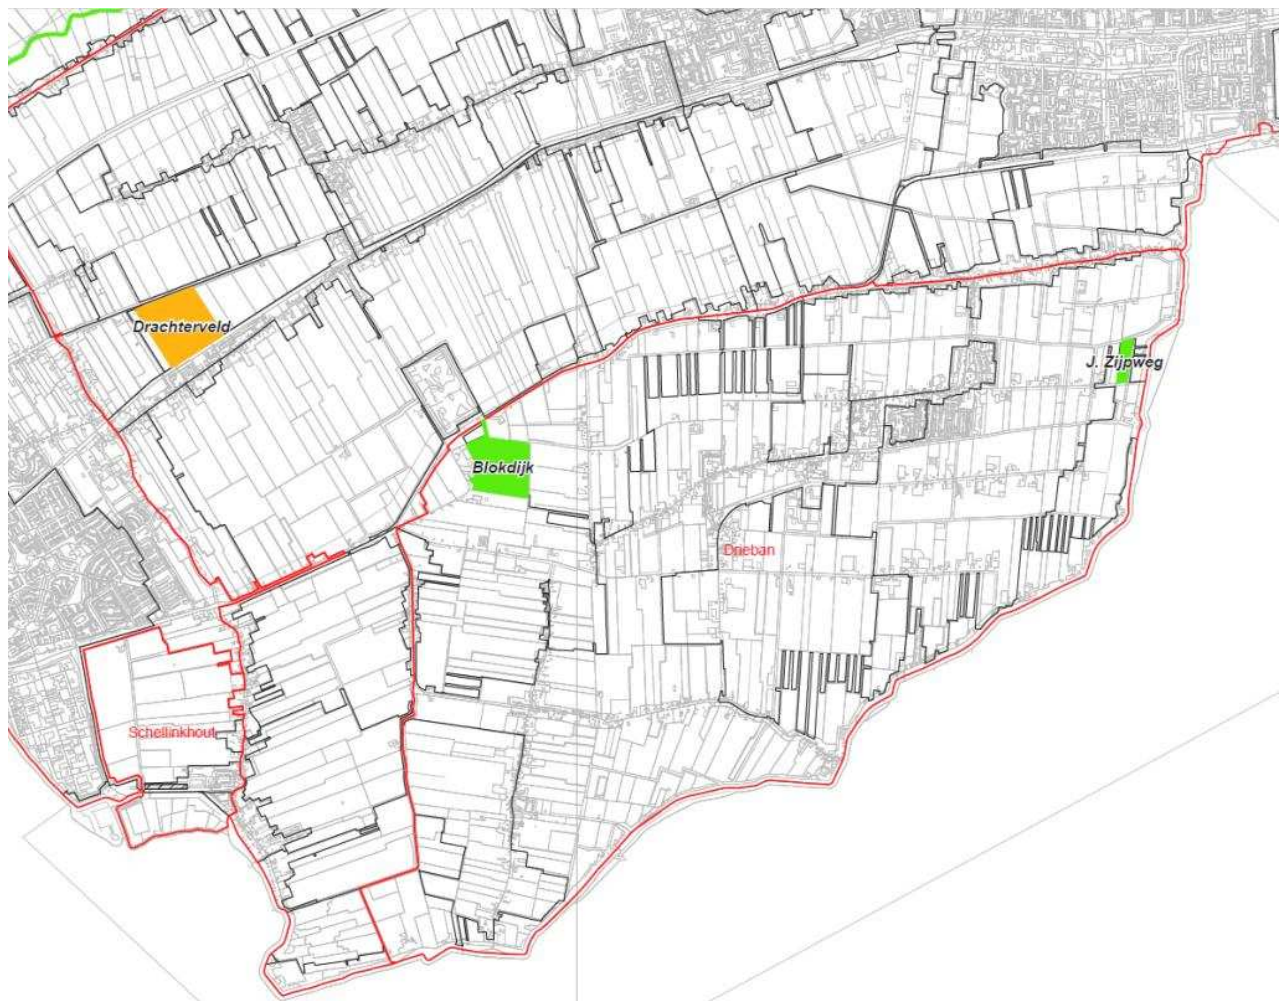 Drachterveld
J. Zijpweg
Blokdijk
Drieban
Schellinkhout